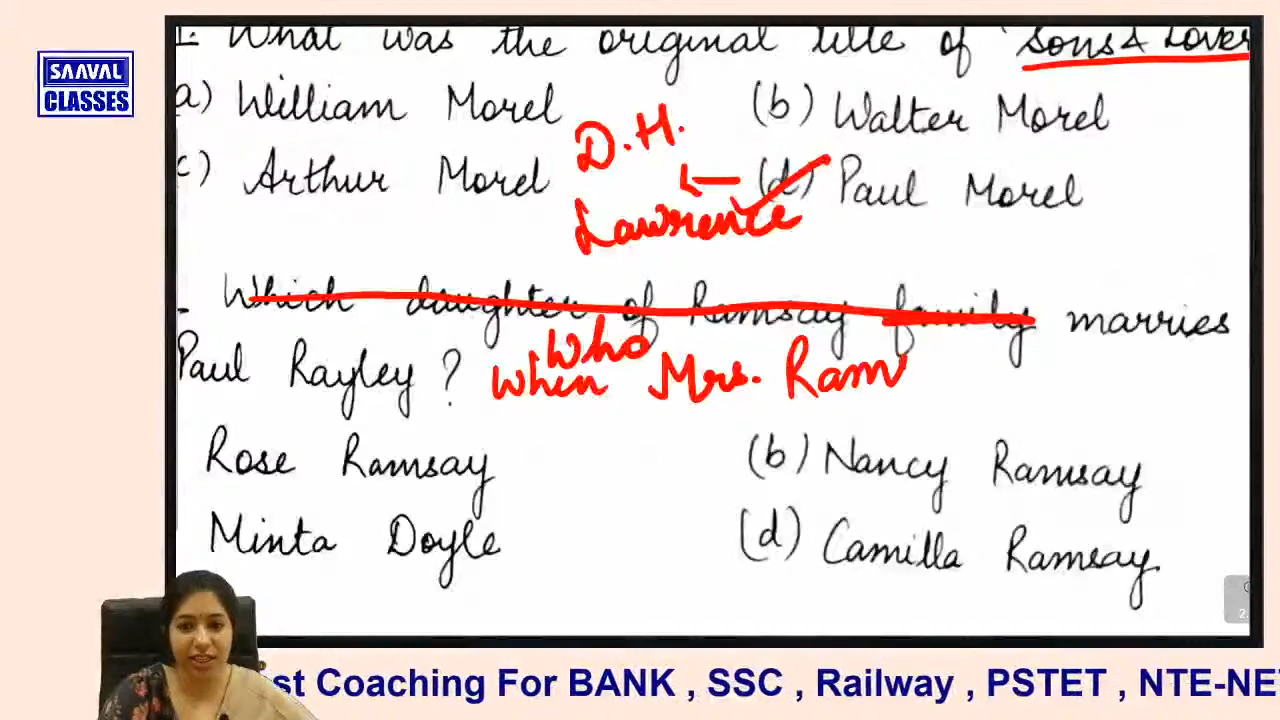 SAAVAL
CLASSES
1. What was the original title of 'Sons & Lover
a) William Morel (b) Walter Morel
c) Arthur Morel (d) Paul Morel
D.H.
Lawrence
Which daughter of Ramsay family marries
Paul Rayley ? Who
When Mrs. Ram
Rose Ramsay (b) Nancy Ramsay
Minta Doyle (d) Camilla Ramsay.
st Coaching For BANK , SSC , Railway , PSTET , NTE-NE